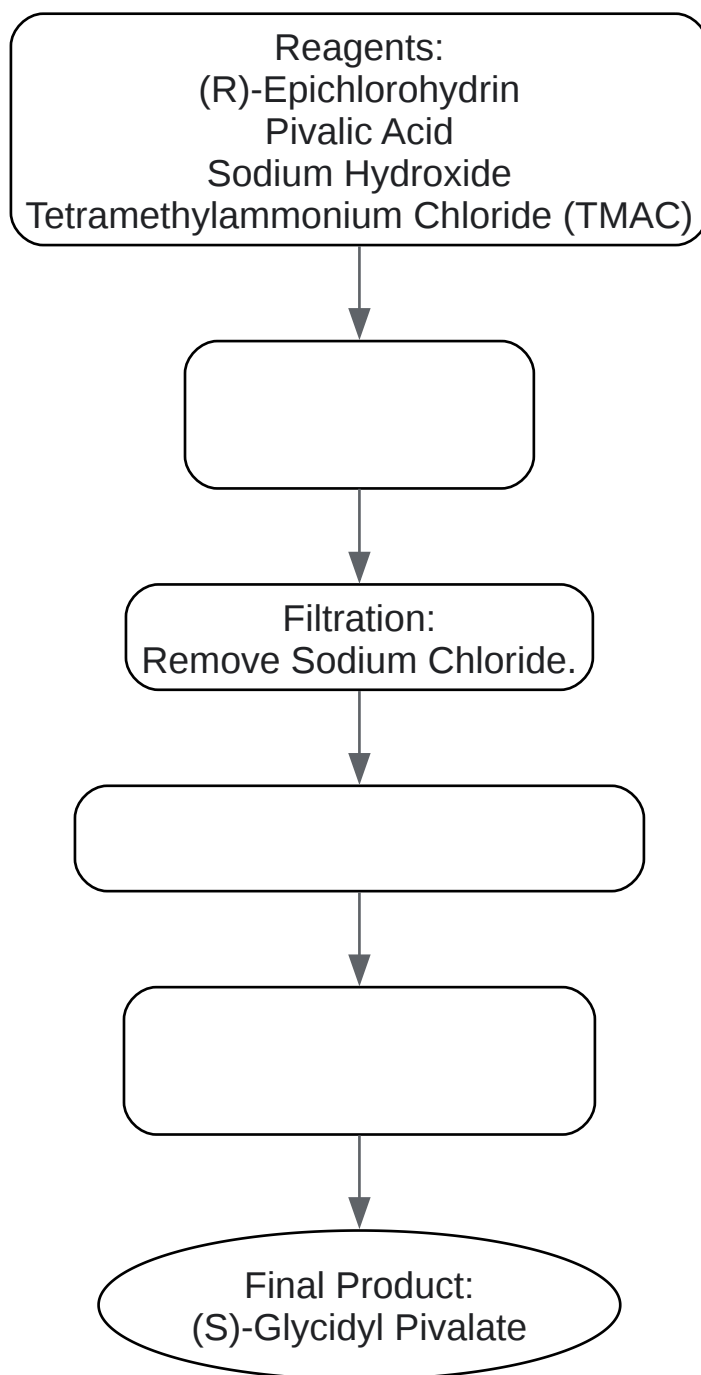 Reagents:
(R)-Epichlorohydrin
Pivalic Acid
Sodium Hydroxide
Tetramethylammonium Chloride (TMAC)
Filtration:
Remove Sodium Chloride.
Final Product:
(S)-Glycidyl Pivalate